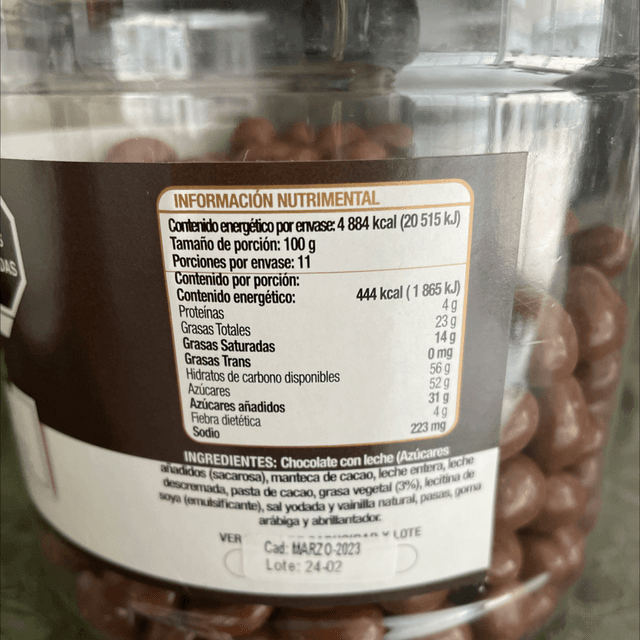 INFORMACIÓN NUTRIMENTAL
Contenido energético por envase: 4 884 kcal (20 515 kJ)
Tamaño de porción: 100 g
Porciones por envase: 11
Contenido por porción:
Contenido energético: 444 kcal (1 865 kJ)
Proteínas 4 g
Grasas Totales 23 g
Grasas Saturadas 14 g
Grasas Trans 0 mg
Hidratos de carbono disponibles 56 g
Azúcares 52 g
Azúcares añadidos 31 g
Fiebra dietética 4 g
Sodio 223 mg
INGREDIENTES: Chocolate con leche (Azúcares
añadidos (sacarosa), manteca de cacao, leche entera, leche
descremada, pasta de cacao, grasa vegetal (3%), lecitina de
soya (emulsificante), sal yodada y vainilla natural, pasas, goma
arábiga y abrillantador.
VER Y LOTE
Cad: MARZO-2023
Lote: 24-02